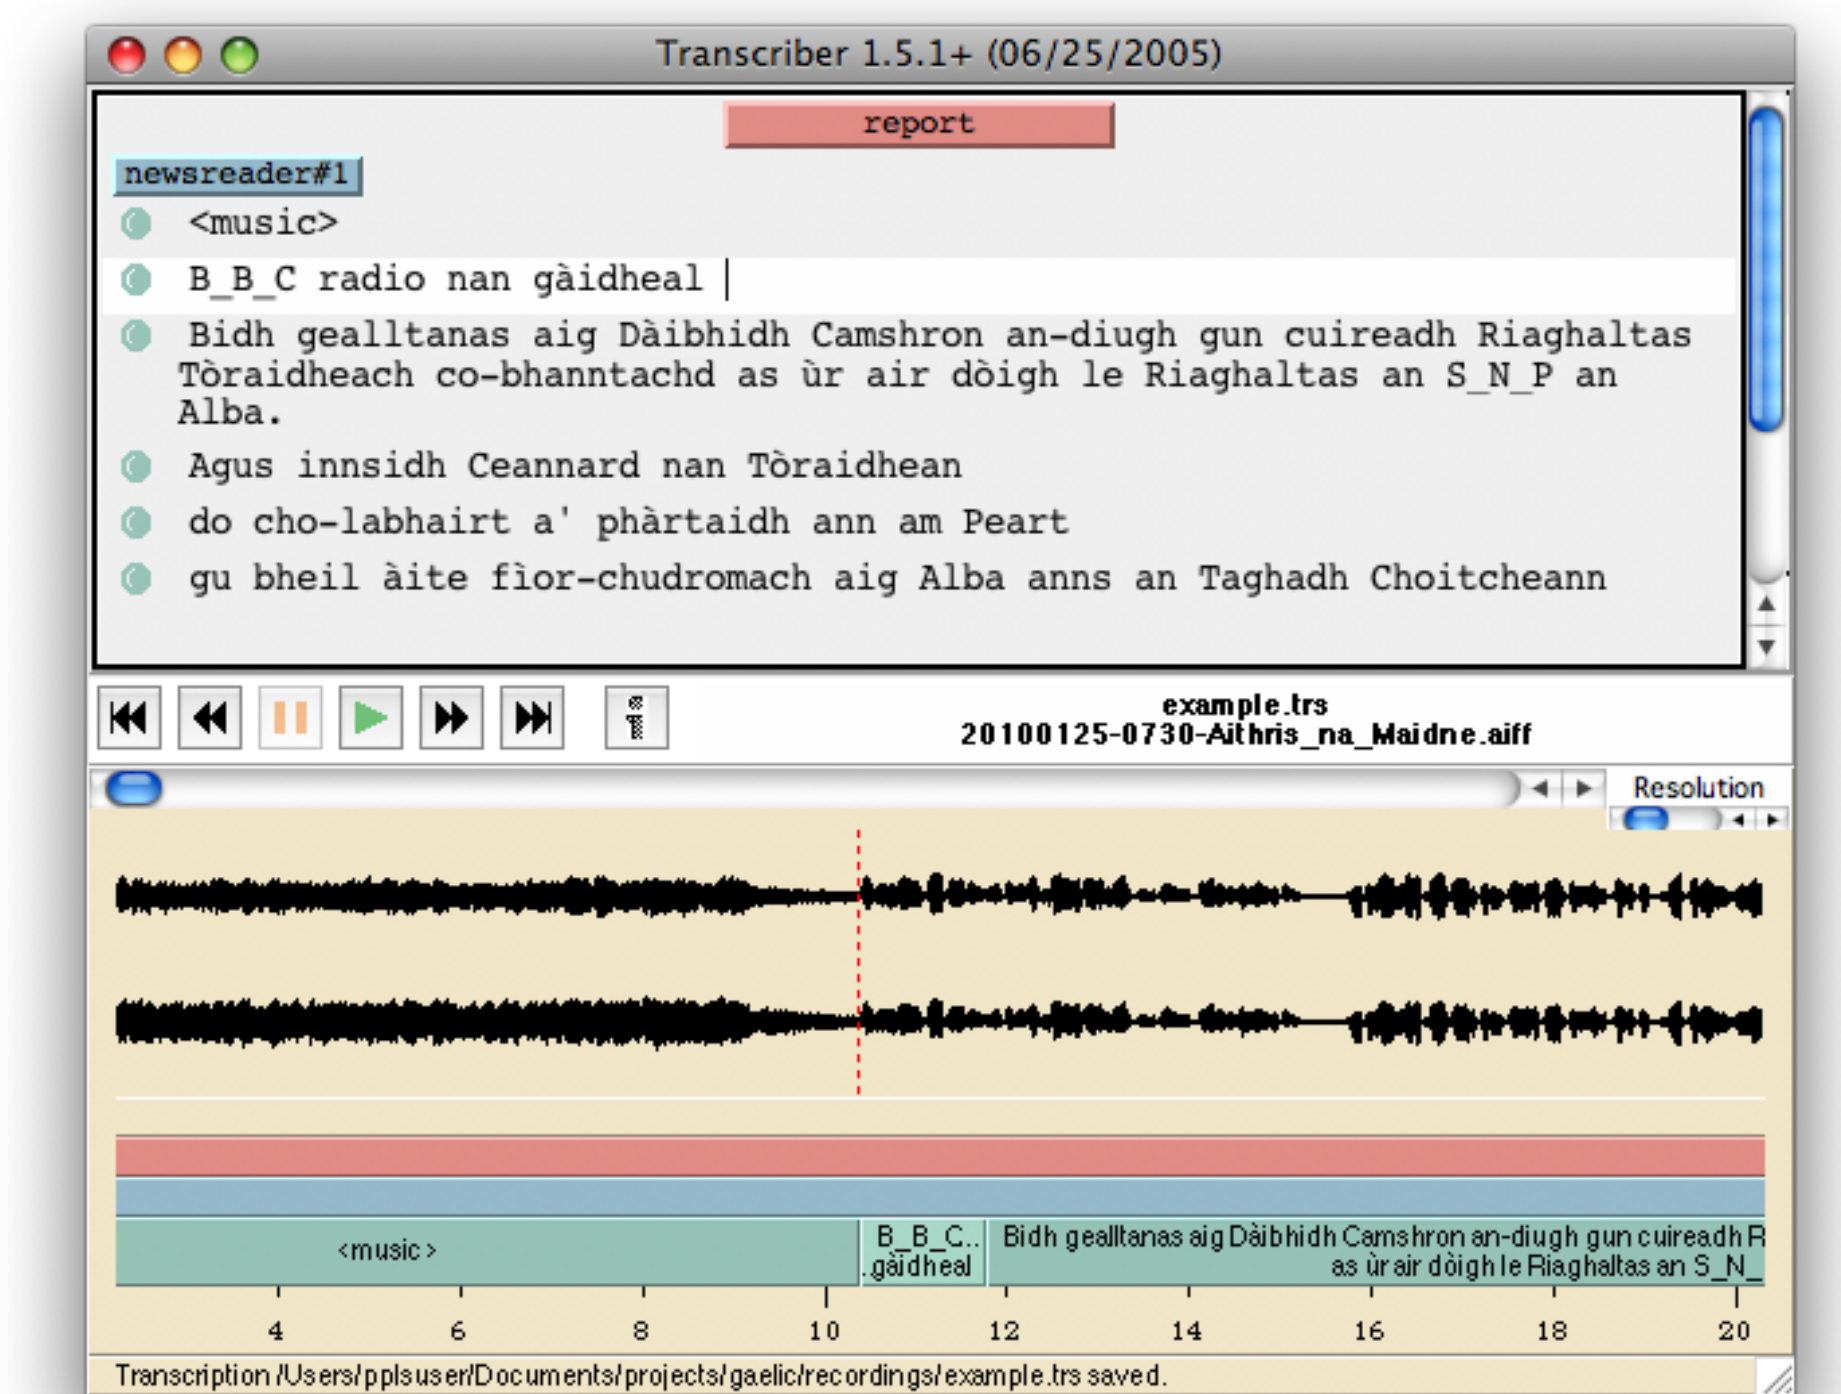 Transcriber 1.5.1+ (06/25/2005)
report
newsreader#1
<music>
B_B_C radio nan gàidheal
Bidh gealltanas aig Dàibhidh Camshron an-diugh gun cuireadh Riaghaltas
Tòraidheach co-bhanntachd as ùr air dòigh le Riaghaltas an S_N_P an
Alba.
Agus innsidh Ceannard nan Tòraidhean
do cho-labhairt a' phàrtaidh ann am Peart
gu bheil àite fìor-chudromach aig Alba anns an Taghadh Choitcheann
example.trs
20100125-0730-Aithris_na_Maidne.aiff
Resolution
<music>
B_B_C..
..gàidheal
Bidh gealltanas aig Dàibhidh Camshron an-diugh gun cuireadh R
as ùr air dòigh le Riaghaltas an S_N_
4 6 8 10 12 14 16 18 20
Transcription /Users/pplsuser/Documents/projects/gaelic/recordings/example.trs saved.